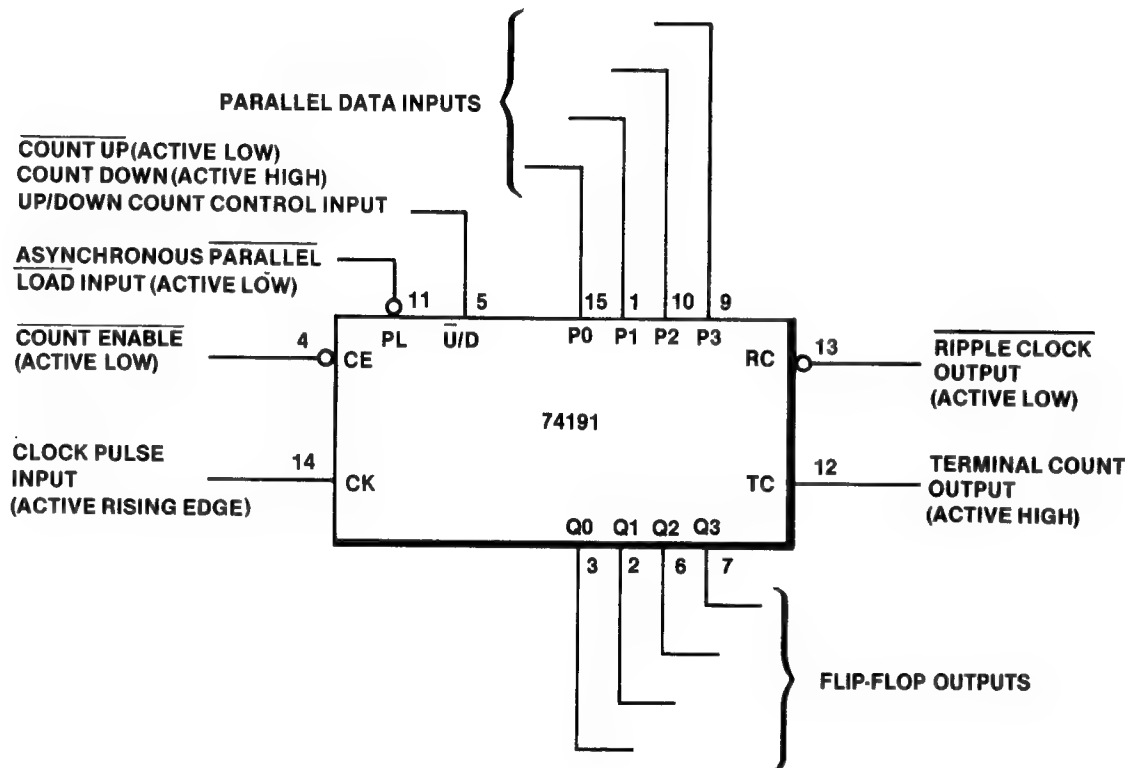 PARALLEL DATA INPUTS
COUNT UP (ACTIVE LOW)
COUNT DOWN (ACTIVE HIGH)
UP/DOWN COUNT CONTROL INPUT
ASYNCHRONOUS PARALLEL
LOAD INPUT (ACTIVE LOW)
11 5 15 1 10 9
PL U̅/D P0 P1 P2 P3
COUNT ENABLE
(ACTIVE LOW)
4 CE
RC 13
RIPPLE CLOCK
OUTPUT
(ACTIVE LOW)
74191
CLOCK PULSE
INPUT
(ACTIVE RISING EDGE)
14 CK
TC 12
TERMINAL COUNT
OUTPUT
(ACTIVE HIGH)
Q0 Q1 Q2 Q3
3 2 6 7
FLIP-FLOP OUTPUTS